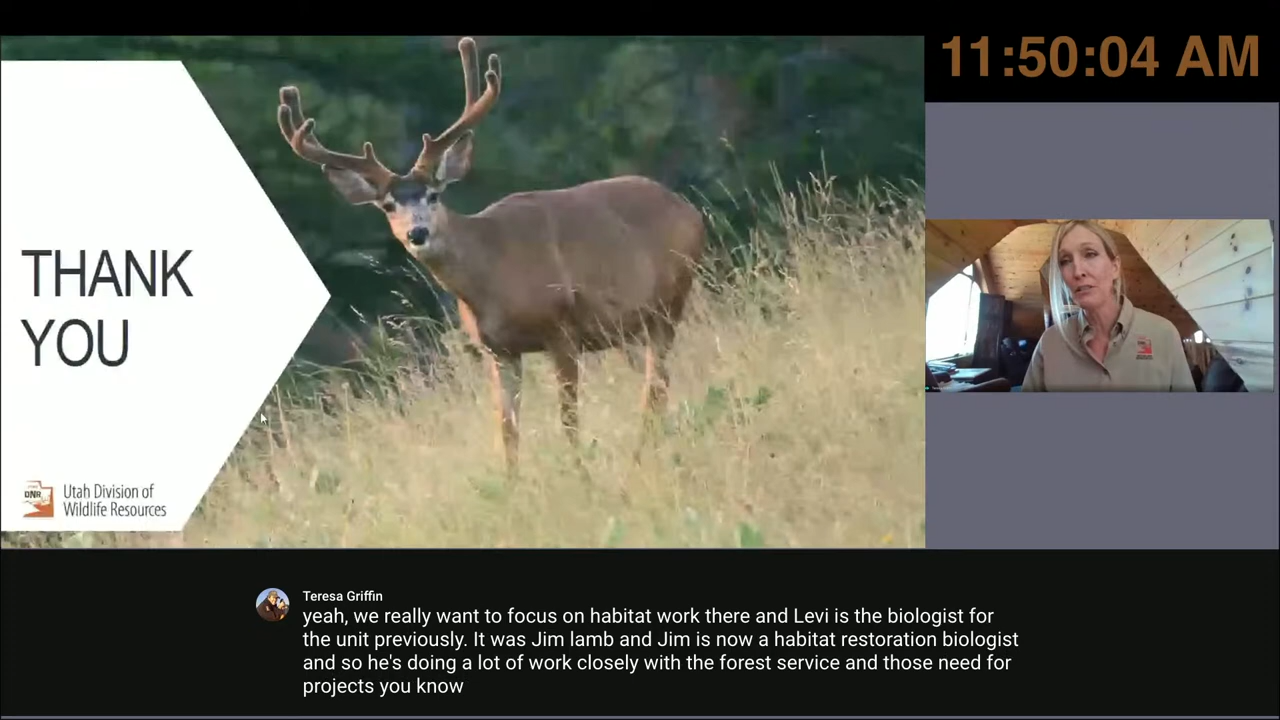 11:50:04 AM
THANK
YOU
DNR
Utah Division of
Wildlife Resources
Teresa Griffin
yeah, we really want to focus on habitat work there and Levi is the biologist for
the unit previously. It was Jim lamb and Jim is now a habitat restoration biologist
and so he's doing a lot of work closely with the forest service and those need for
projects you know